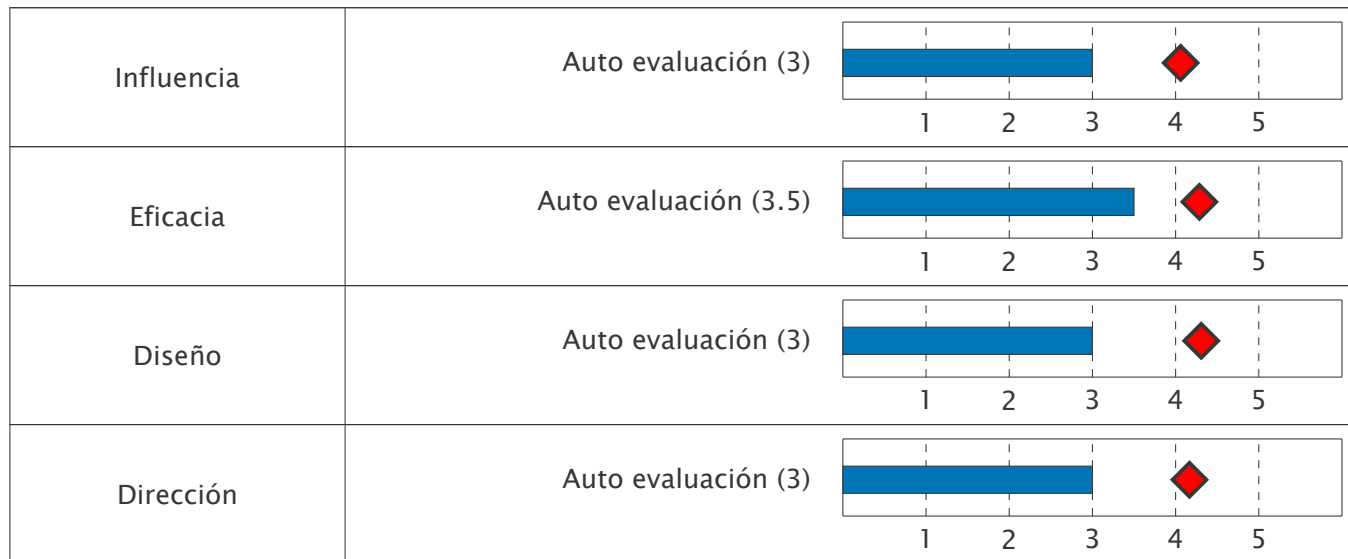 Influencia
Auto evaluación (3)
1 2 3 4 5
Eficacia
Auto evaluación (3.5)
1 2 3 4 5
Diseño
Auto evaluación (3)
1 2 3 4 5
Dirección
Auto evaluación (3)
1 2 3 4 5